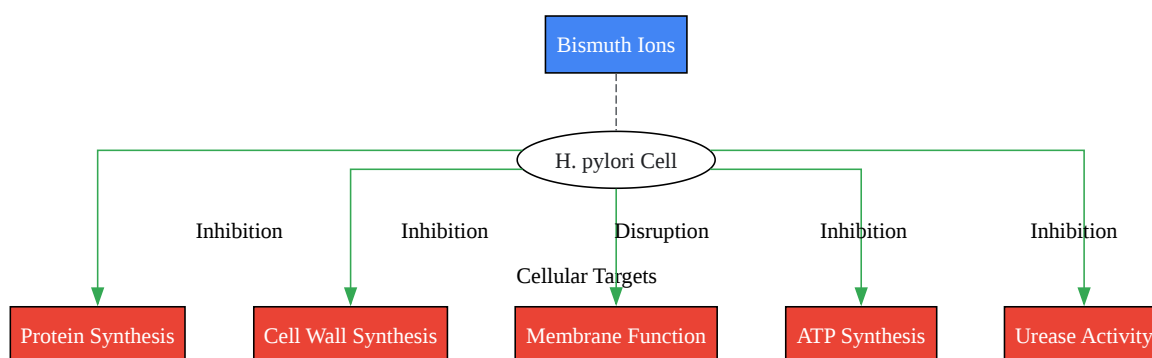 Bismuth Ions
H. pylori Cell
Inhibition
Inhibition
Disruption
Inhibition
Inhibition
Cellular Targets
Protein Synthesis
Cell Wall Synthesis
Membrane Function
ATP Synthesis
Urease Activity